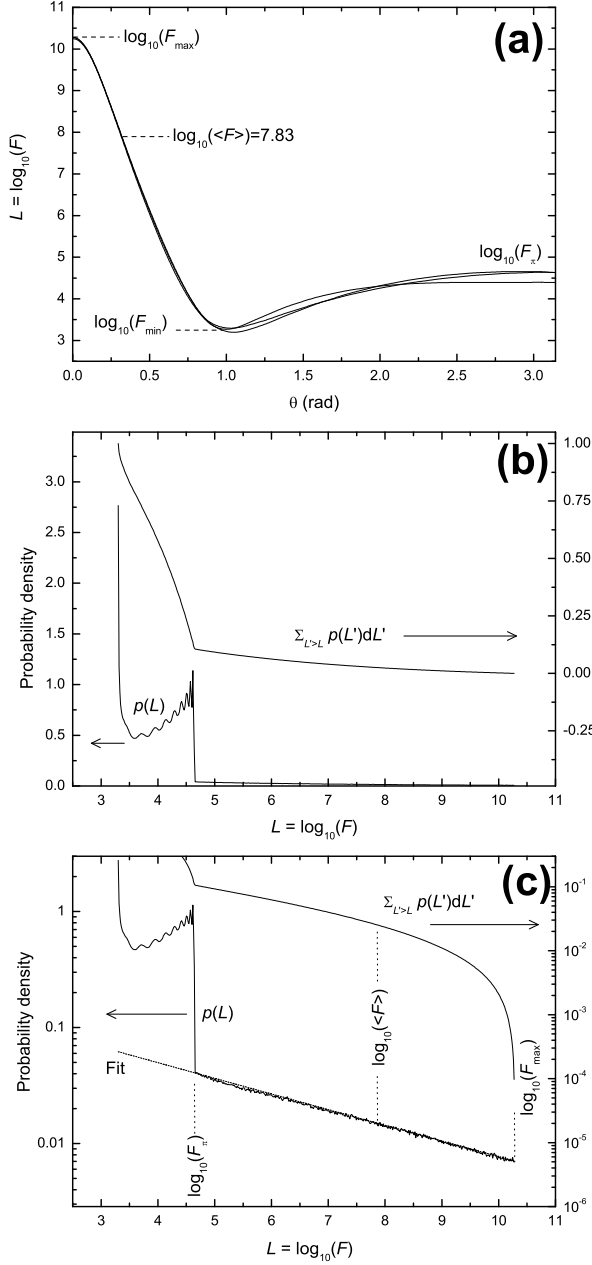 (a)
11
10
9
8
7
6
5
4
3
L = log₁₀(F)
log₁₀(Fmax)
log₁₀(<F>)=7.83
log₁₀(Fπ)
log₁₀(Fmin)
0.0 0.5 1.0 1.5 2.0 2.5 3.0
θ (rad)
(b)
3.0
2.5
2.0
1.5
1.0
0.5
0.0
Probability density
1.00
0.75
0.50
0.25
0.00
-0.25
Σ_{L'>L} p(L')dL'
p(L)
3 4 5 6 7 8 9 10 11
L = log₁₀(F)
(c)
1
0.1
0.01
Probability density
10⁻¹
10⁻²
10⁻³
10⁻⁴
10⁻⁵
10⁻⁶
Σ_{L'>L} p(L')dL'
p(L)
Fit
log₁₀(Fπ)
log₁₀(<F>)
log₁₀(Fmax)
3 4 5 6 7 8 9 10 11
L = log₁₀(F)